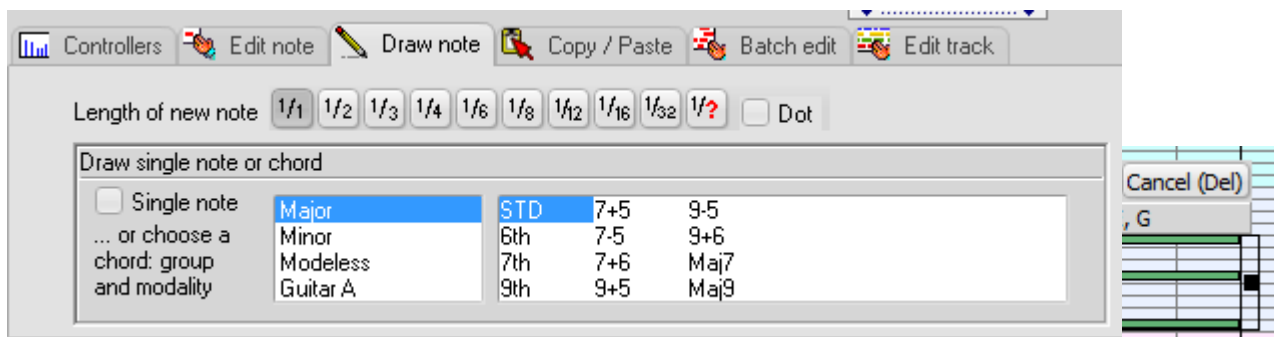 Controllers Edit note Draw note Copy / Paste Batch edit Edit track
Length of new note 1/1 1/2 1/3 1/4 1/6 1/8 1/12 1/16 1/32 1/? Dot
Draw single note or chord
Single note
... or choose a
chord: group
and modality
Major
Minor
Modeless
Guitar A
STD 7+5 9-5
6th 7-5 9+6
7th 7+6 Maj7
9th 9+5 Maj9
Cancel (Del)
, G